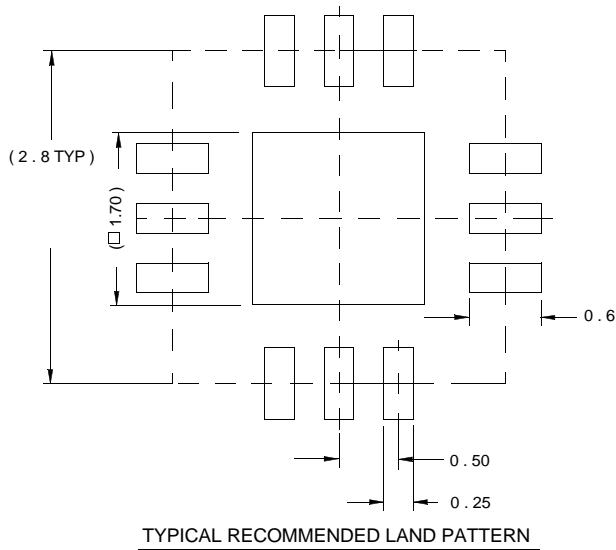 ( 2 . 8 TYP )
(□ 1.70 )
0 . 6
0 . 50
0 . 25
TYPICAL RECOMMENDED LAND PATTERN